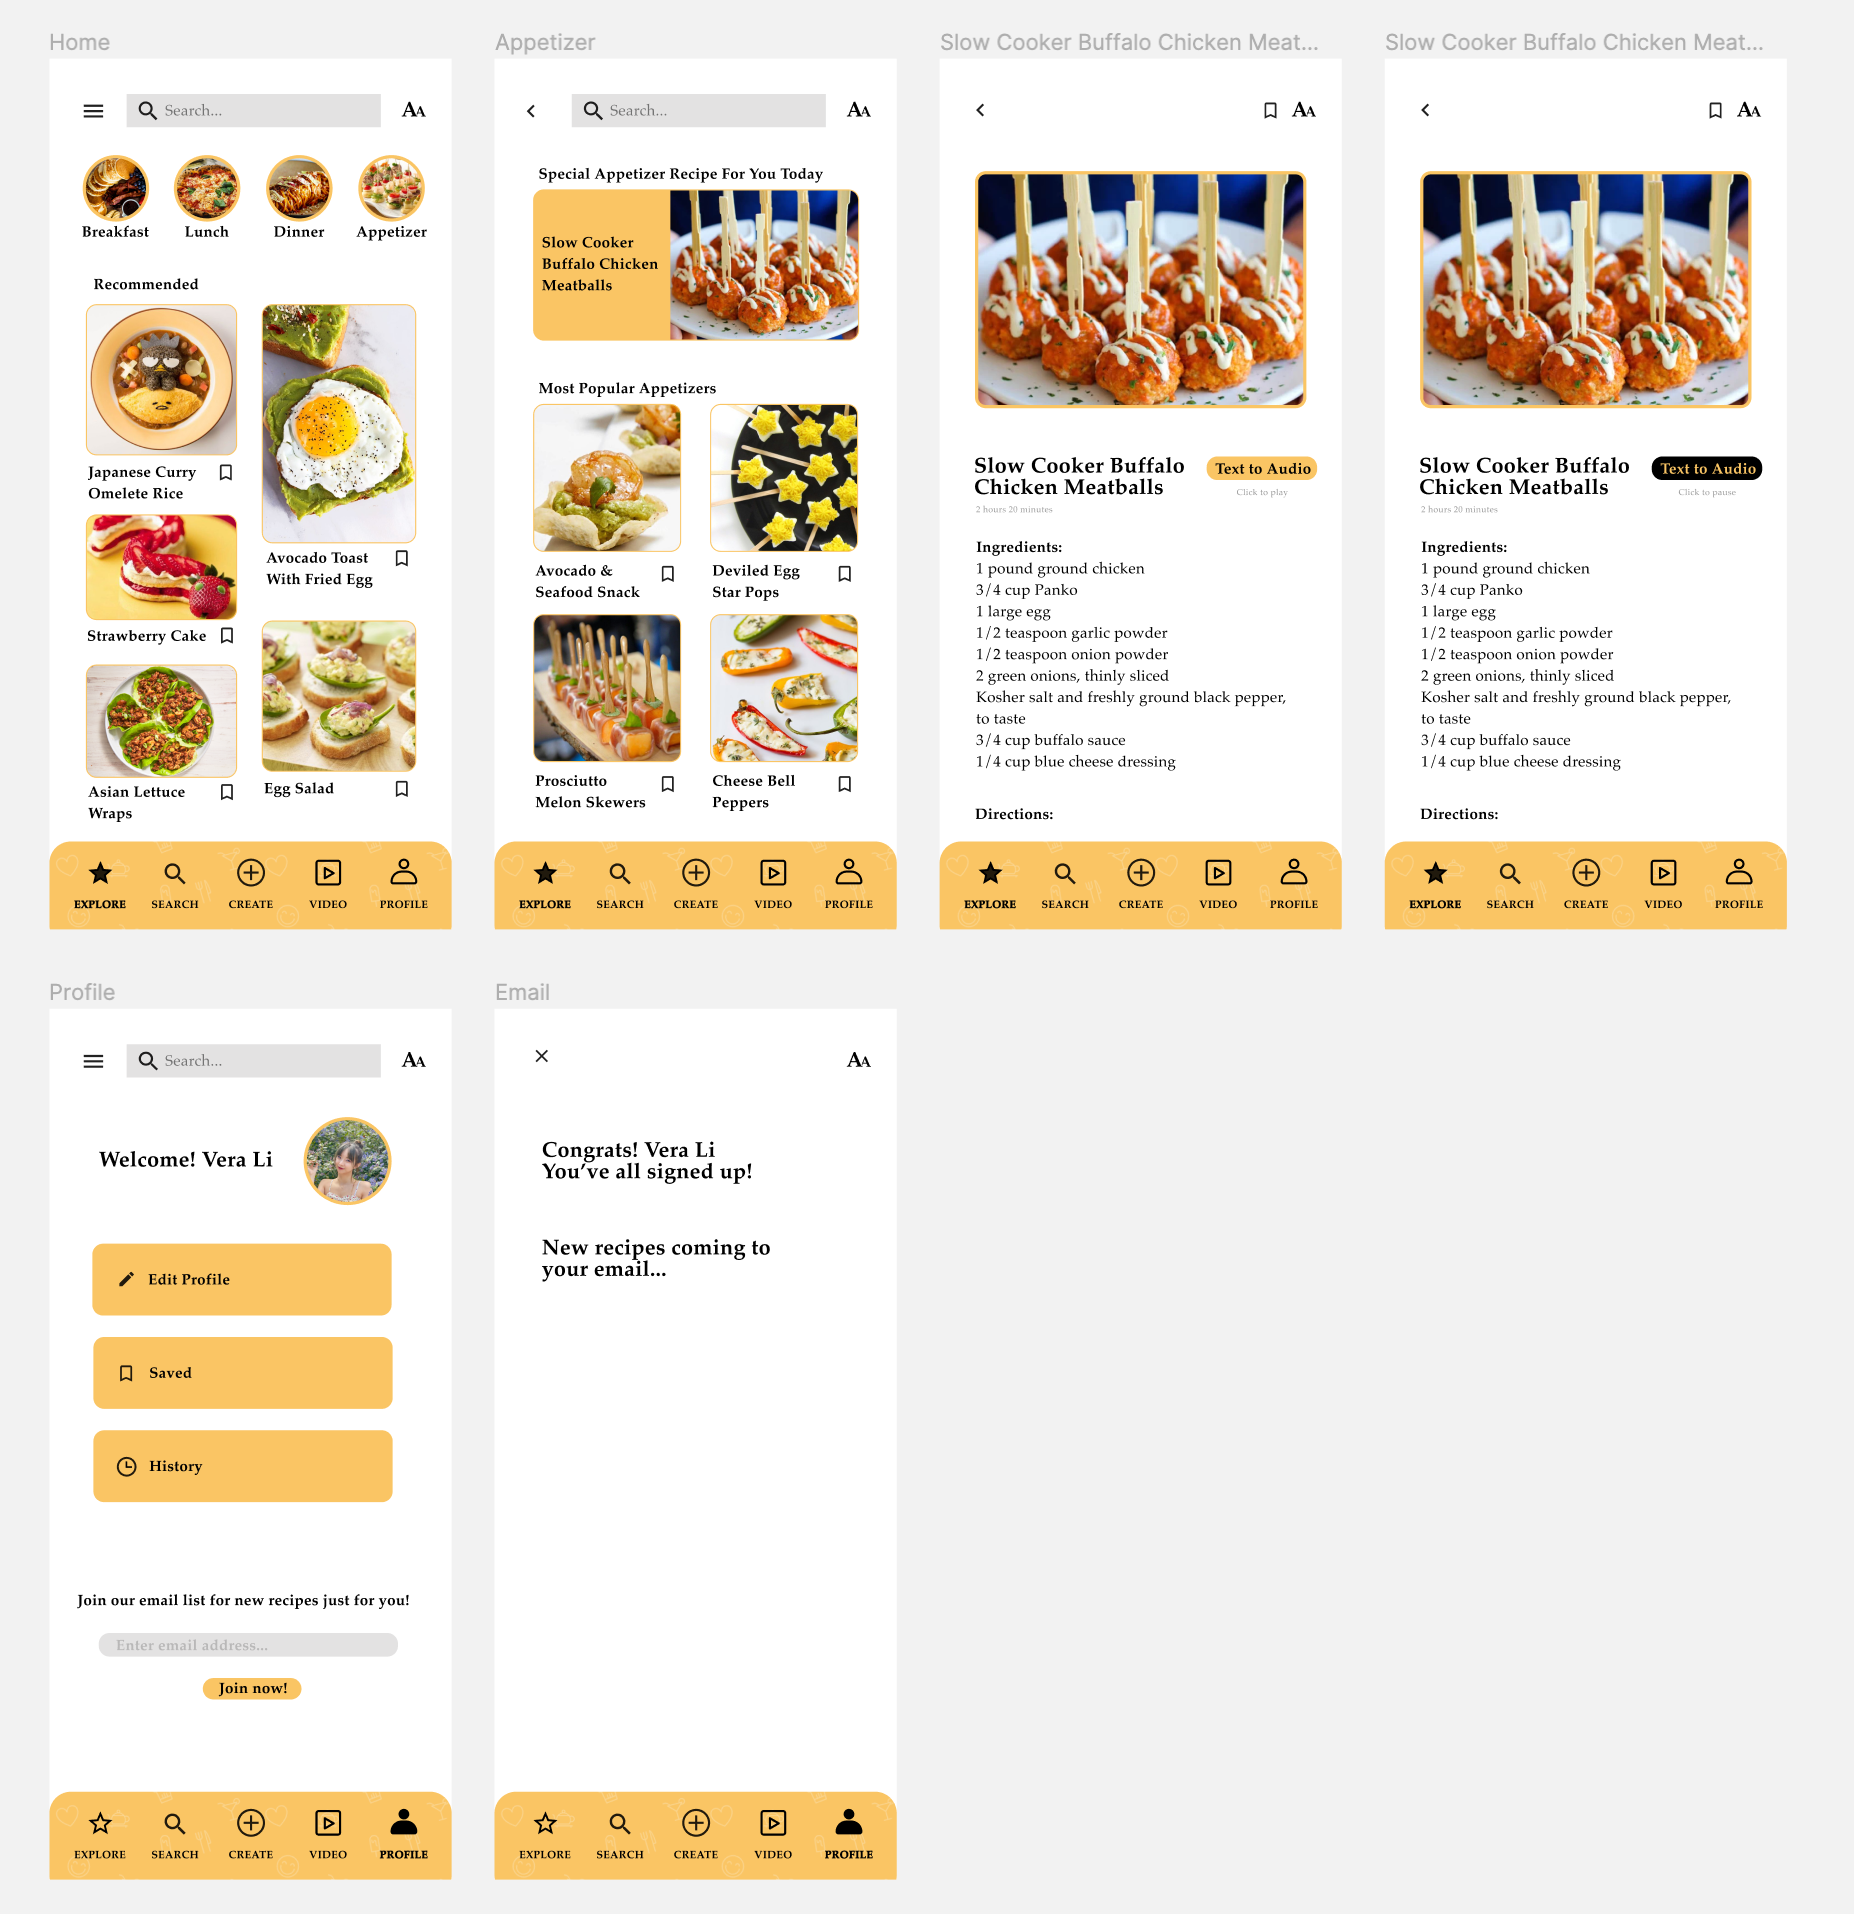 Home
Search...
AA
Breakfast
Lunch
Dinner
Appetizer
Recommended
Japanese Curry
Omelete Rice
Avocado Toast
With Fried Egg
Strawberry Cake
Asian Lettuce
Wraps
Egg Salad
EXPLORE
SEARCH
CREATE
VIDEO
PROFILE
Appetizer
Search...
AA
Special Appetizer Recipe For You Today
Slow Cooker
Buffalo Chicken
Meatballs
Most Popular Appetizers
Avocado &
Seafood Snack
Deviled Egg
Star Pops
Prosciutto
Melon Skewers
Cheese Bell
Peppers
EXPLORE
SEARCH
CREATE
VIDEO
PROFILE
Slow Cooker Buffalo Chicken Meat...
AA
Slow Cooker Buffalo
Chicken Meatballs
Text to Audio
Click to play
2 hours 20 minutes
Ingredients:
1 pound ground chicken
3/4 cup Panko
1 large egg
1/2 teaspoon garlic powder
1/2 teaspoon onion powder
2 green onions, thinly sliced
Kosher salt and freshly ground black pepper,
to taste
3/4 cup buffalo sauce
1/4 cup blue cheese dressing
Directions:
EXPLORE
SEARCH
CREATE
VIDEO
PROFILE
Slow Cooker Buffalo Chicken Meat...
AA
Slow Cooker Buffalo
Chicken Meatballs
Text to Audio
Click to pause
2 hours 20 minutes
Ingredients:
1 pound ground chicken
3/4 cup Panko
1 large egg
1/2 teaspoon garlic powder
1/2 teaspoon onion powder
2 green onions, thinly sliced
Kosher salt and freshly ground black pepper,
to taste
3/4 cup buffalo sauce
1/4 cup blue cheese dressing
Directions:
EXPLORE
SEARCH
CREATE
VIDEO
PROFILE
Profile
Search...
AA
Welcome! Vera Li
Edit Profile
Saved
History
Join our email list for new recipes just for you!
Enter email address...
Join now!
EXPLORE
SEARCH
CREATE
VIDEO
PROFILE
Email
AA
Congrats! Vera Li
You’ve all signed up!
New recipes coming to
your email...
EXPLORE
SEARCH
CREATE
VIDEO
PROFILE